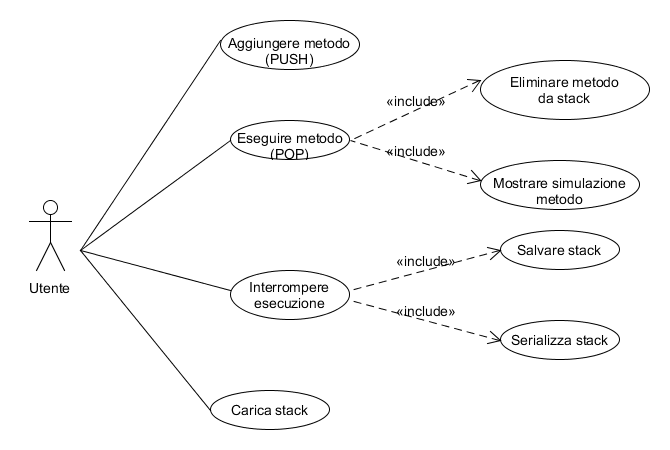 Aggiungere metodo
(PUSH)
Eseguire metodo
(POP)
«include»
Eliminare metodo
da stack
«include»
Mostrare simulazione
metodo
Utente
Interrompere
esecuzione
«include»
Salvare stack
«include»
Serializza stack
Carica stack